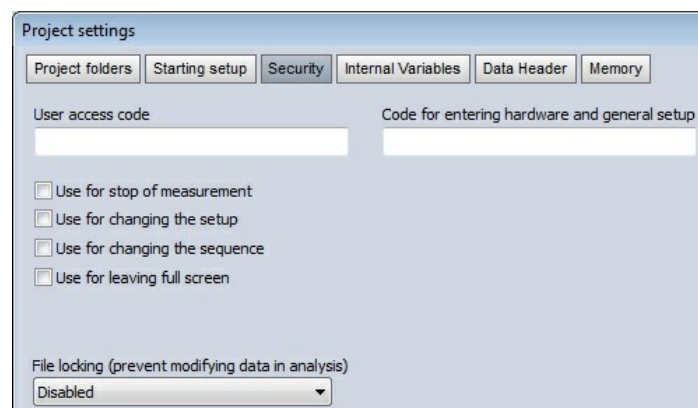 Project settings
Project folders Starting setup Security Internal Variables Data Header Memory
User access code Code for entering hardware and general setup
Use for stop of measurement
Use for changing the setup
Use for changing the sequence
Use for leaving full screen
File locking (prevent modifying data in analysis)
Disabled